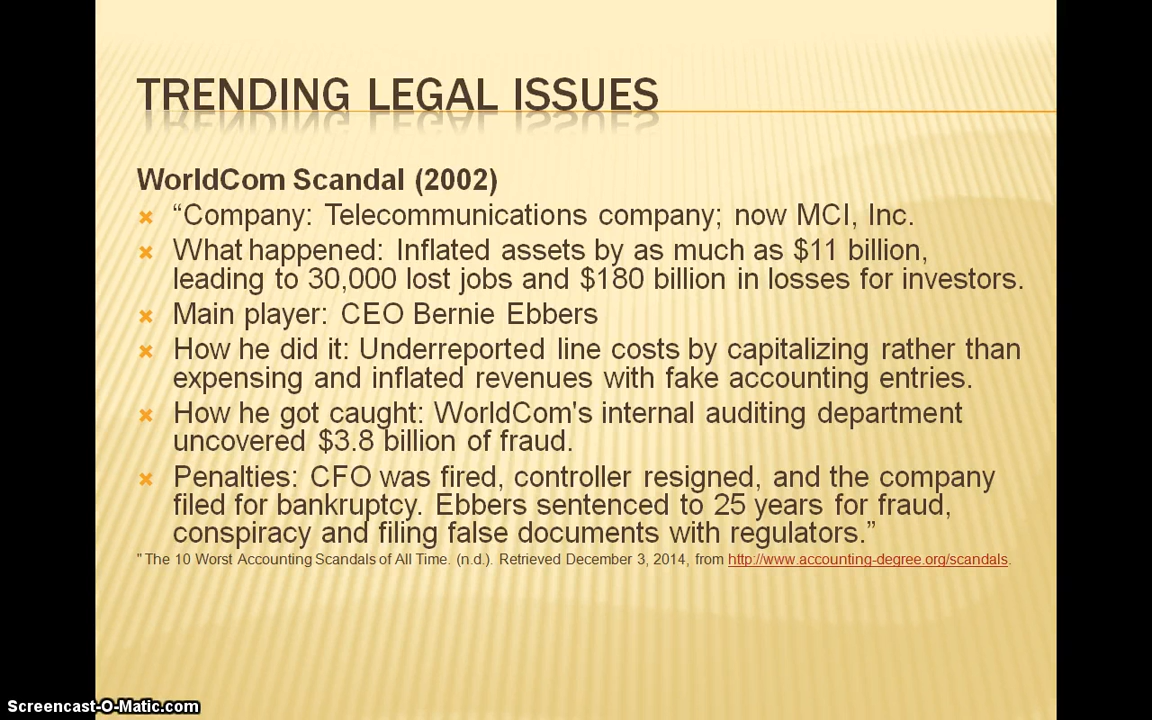 TRENDING LEGAL ISSUES
WorldCom Scandal (2002)
“Company: Telecommunications company; now MCI, Inc.
What happened: Inflated assets by as much as $11 billion,
leading to 30,000 lost jobs and $180 billion in losses for investors.
Main player: CEO Bernie Ebbers
How he did it: Underreported line costs by capitalizing rather than
expensing and inflated revenues with fake accounting entries.
How he got caught: WorldCom's internal auditing department
uncovered $3.8 billion of fraud.
Penalties: CFO was fired, controller resigned, and the company
filed for bankruptcy. Ebbers sentenced to 25 years for fraud,
conspiracy and filing false documents with regulators.”
" The 10 Worst Accounting Scandals of All Time. (n.d.). Retrieved December 3, 2014, from http://www.accounting-degree.org/scandals.
Screencast-O-Matic.com